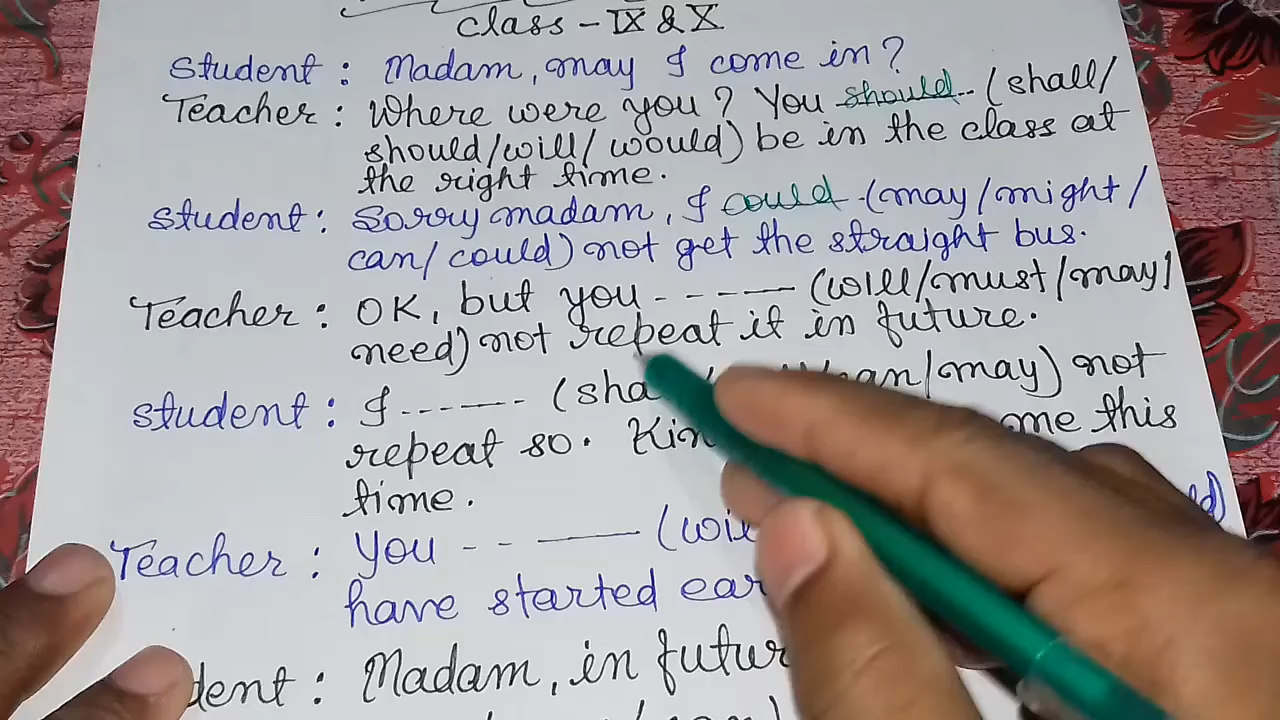 class - IX & X
Student : Madam, may I come in?
Teacher : Where were you? You should (shall/
should/will/would) be in the class at
the right time.
Student : Sorry madam, I could (may/might/
can/could) not get the straight bus.
Teacher : OK, but you ------ (will/must/may/
need) not repeat it in future.
Student : I ------- (sha an/may) not
repeat so. Kin me this
time.
Teacher : You ------ (wi
have started ear
dent : Madam, in futur